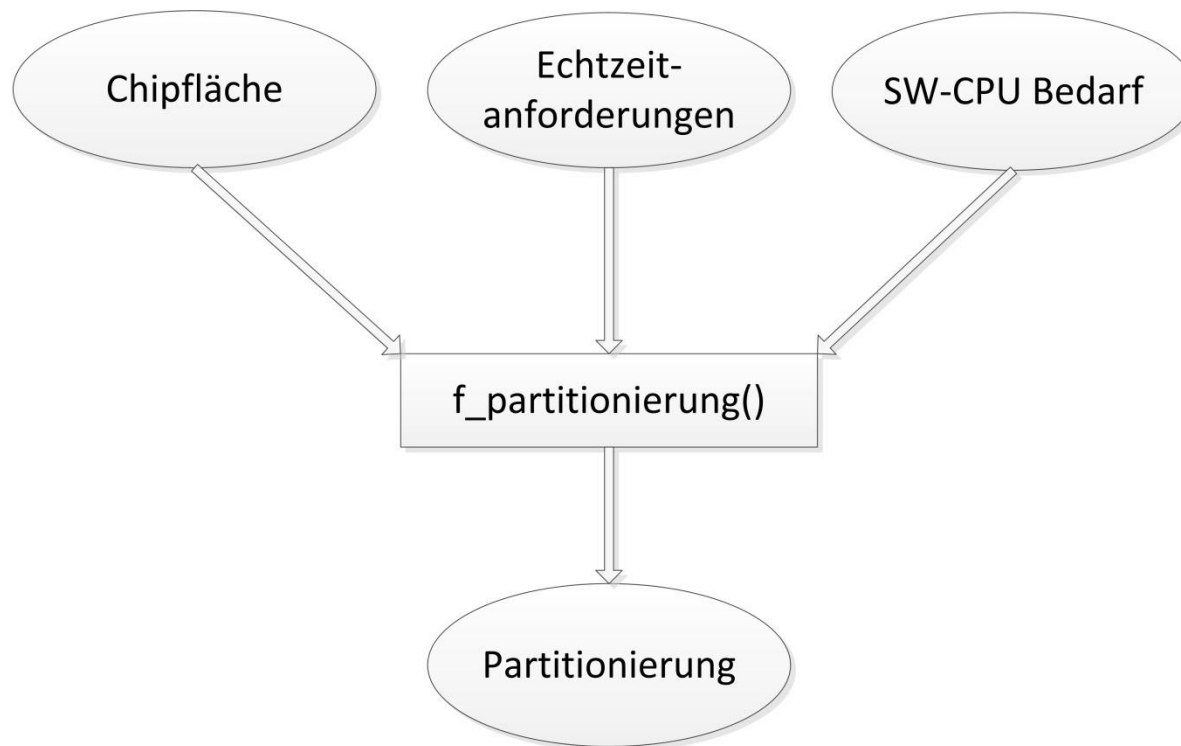 Chipfläche
Echtzeit-
anforderungen
SW-CPU Bedarf
f_partitionierung()
Partitionierung